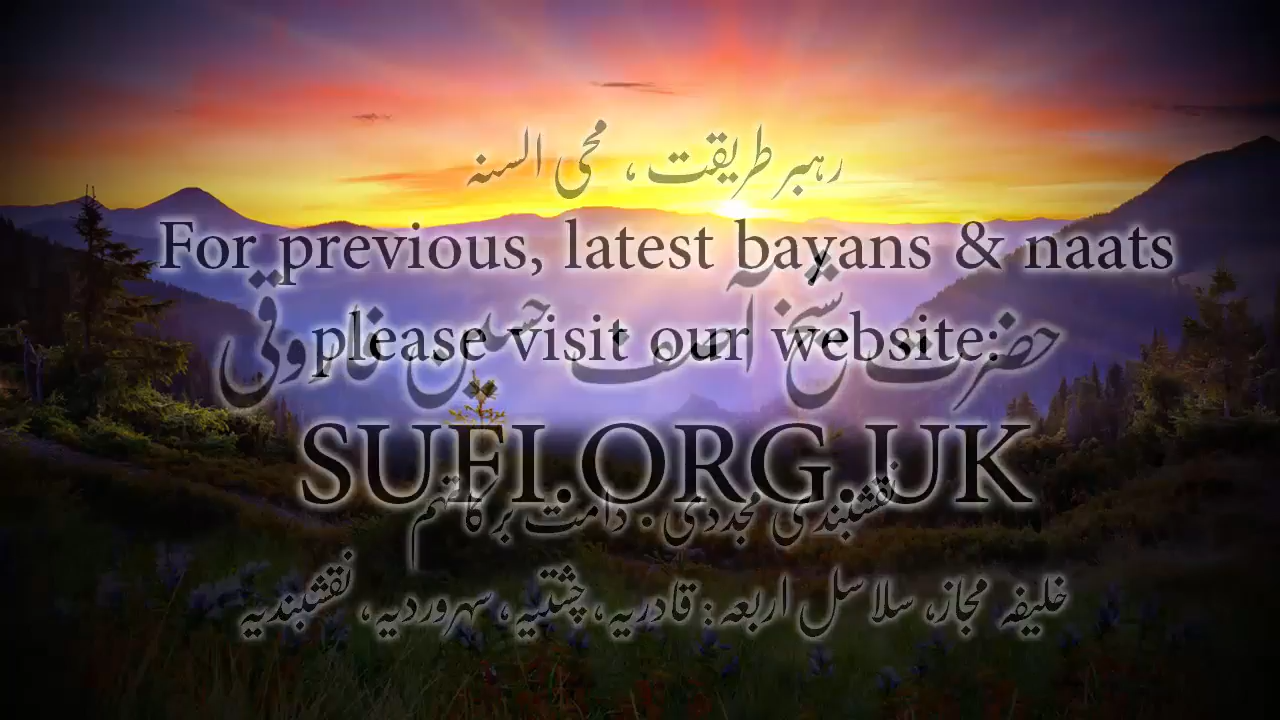 رہبر طریقت، محی السنہ
For previous, latest bayans & naats
حضرت شیخ آصف حسین فاروقی
please visit our website:
SUFI.ORG.UK
نقشبندی مجددی . دامت برکاتہم
خلیفہ مجاز، سلاسل اربعہ: قادریہ، چشتیہ، سہروردیہ، نقشبندیہ